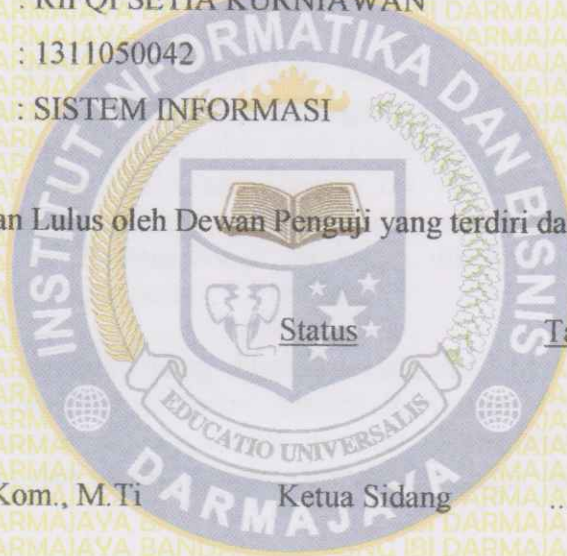 : RIFQI SETIA KURNIAWAN
: 1311050042
: SISTEM INFORMASI
INSTITUT INFORMATIKA DAN BISNIS
an Lulus oleh Dewan Penguji yang terdiri da
Status Ta
EDUCATIO UNIVERSALIS
Kom., M.Ti Ketua Sidang ..
DARMAJAYA